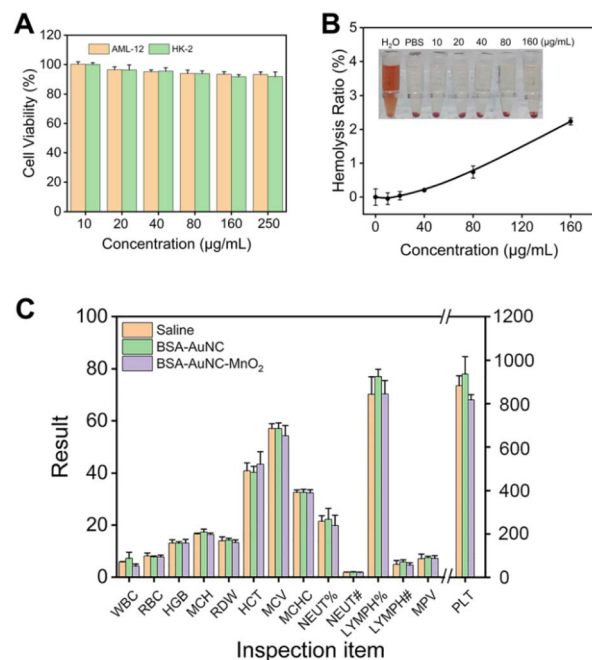 A
AML-12 HK-2
120
100
80
60
40
20
0
Cell Viability (%)
10 20 40 80 160 250
Concentration (μg/mL)
B
H₂O PBS 10 20 40 80 160 (μg/mL)
5
4
3
2
1
0
Hemolysis Ratio (%)
0 40 80 120 160
Concentration (μg/mL)
C
Saline
BSA-AuNC
BSA-AuNC-MnO₂
100
80
60
40
20
0
Result
1200
1000
800
600
400
200
0
WBC RBC HGB MCH RDW HCT MCV MCHC NEUT% NEUT# LYMPH% LYMPH# MPV PLT
Inspection item